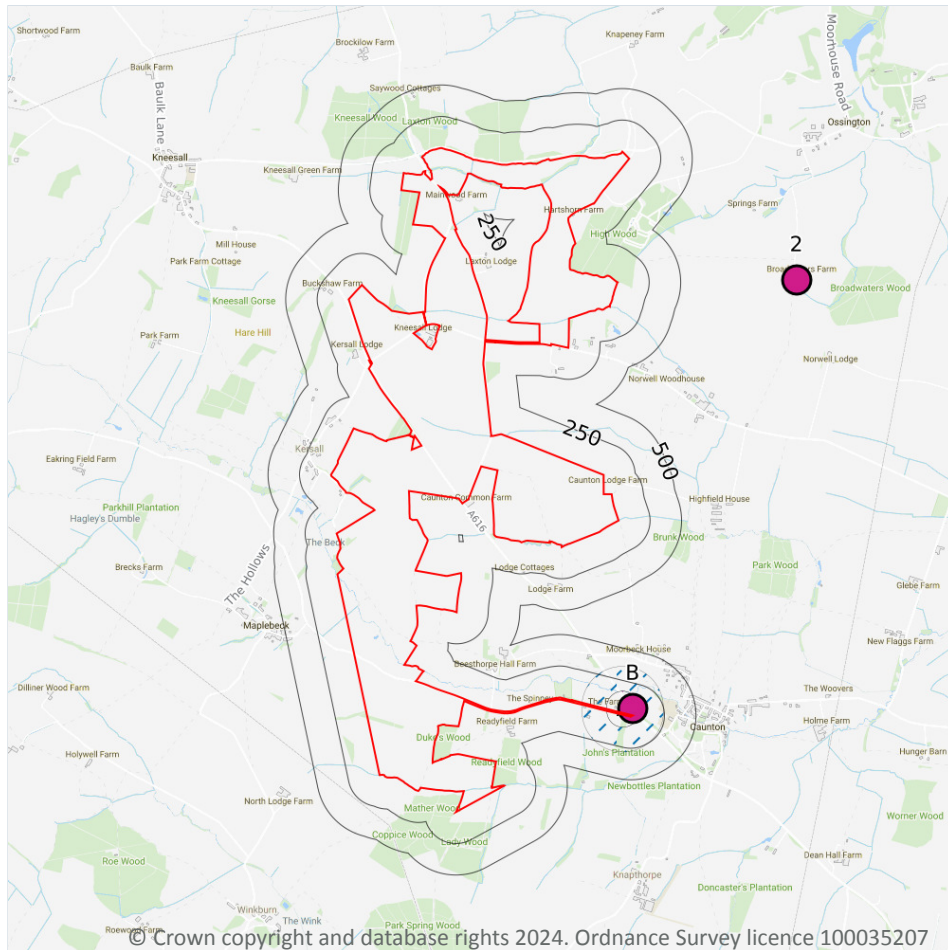 Shortwood Farm
Knapeney Farm
Brockilow Farm
Moorhouse Road
Baulk Farm
Baulk Lane
Saywood Cottages
Kneesall Wood
Laxton Wood
Ossington
Kneesall
Kneesall Green Farm
Springs Farm
Hartshorn Farm
High Wood
250
Mill House
Park Farm Cottage
Laxton Lodge
2
Broadwaters Farm
Broadwaters Wood
Buckshaw Farm
Kneesall Gorse
Hare Hill
Park Farm
Kneesall Lodge
Kersall Lodge
Norwell Lodge
Norwell Woodhouse
250
500
Kersall
Eakring Field Farm
Caunton Lodge Farm
Caunton Common Farm
Highfield House
Parkhill Plantation
Hagley's Dumble
A616
The Beck
Brunk Wood
Park Wood
Brecks Farm
The Hollows
Lodge Cottages
Lodge Farm
Glebe Farm
Maplebeck
New Flaggs Farm
Moorbeck House
Beesthorpe Hall Farm
B
Dilliner Wood Farm
The Spinney
The Woovers
Readyfield Farm
Caunton
Holme Farm
Duke's Wood
Holywell Farm
John's Plantation
Hunger Barn
Readyfield Wood
Newbottles Plantation
North Lodge Farm
Mather Wood
Worner Wood
Coppice Wood
Lady Wood
Roe Wood
Dean Hall Farm
Knapthorpe
Doncaster's Plantation
Winkburn
The Wink
Park Spring Wood
© Crown copyright and database rights 2024. Ordnance Survey licence 100035207